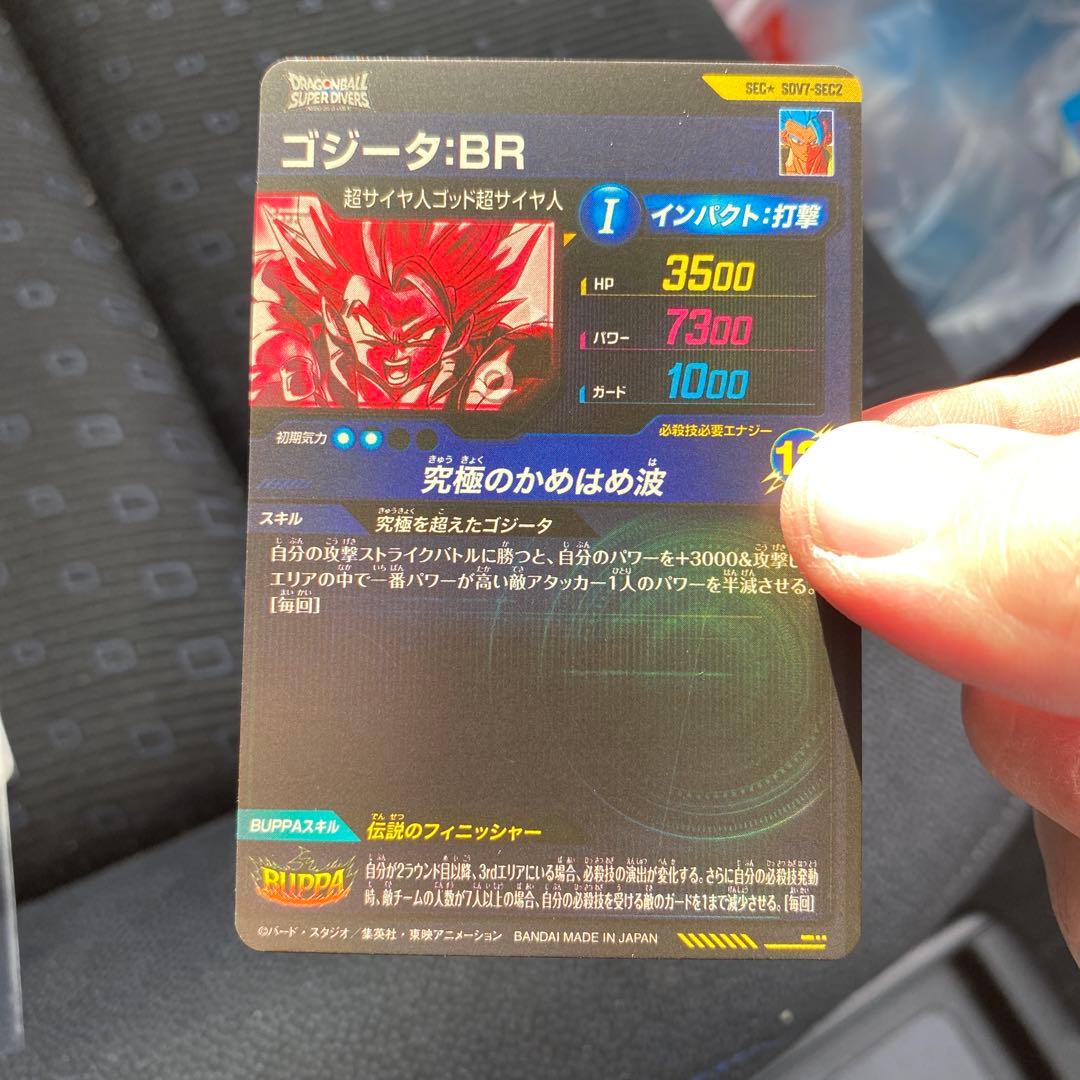 DRAGONBALL
SUPER DIVERS
SEC★ SDV7-SEC2
ゴジータ:BR
超サイヤ人ゴッド超サイヤ人
I インパクト:打撃
HP 3500
パワー 7300
ガード 1000
初期気力
必殺技必要エナジー
究極のかめはめ波
スキル 究極を超えたゴジータ
自分の攻撃ストライクバトルに勝つと、自分のパワーを+3000&攻撃
エリアの中で一番パワーが高い敵アタッカー1人のパワーを半減させる。
[毎回]
BUPPAスキル 伝説のフィニッシャー
BUPPA
自分が2ラウンド目以降、3rdエリアにいる場合、必殺技の演出が変化する。さらに自分の必殺技発動
時、敵チームの人数が7人以上の場合、自分の必殺技を受ける敵のガードを1まで減少させる。[毎回]
©バード・スタジオ/集英社・東映アニメーション BANDAI MADE IN JAPAN